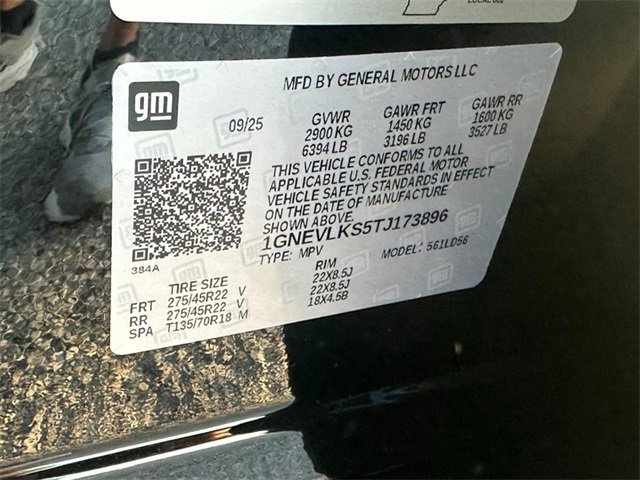 gm
MFD BY GENERAL MOTORS LLC
09/25
GVWR GAWR FRT GAWR RR
2900 KG 1450 KG 1600 KG
6394 LB 3196 LB 3527 LB
THIS VEHICLE CONFORMS TO ALL
APPLICABLE U.S. FEDERAL MOTOR
VEHICLE SAFETY STANDARDS IN EFFECT
ON THE DATE OF MANUFACTURE
SHOWN ABOVE.
1GNEVLKS5TJ173896
TYPE: MPV MODEL: 561LD56
384A
TIRE SIZE RIM
FRT 275/45R22 V 22X8.5J
RR 275/45R22 V 22X8.5J
SPA T135/70R18 M 18X4.5B